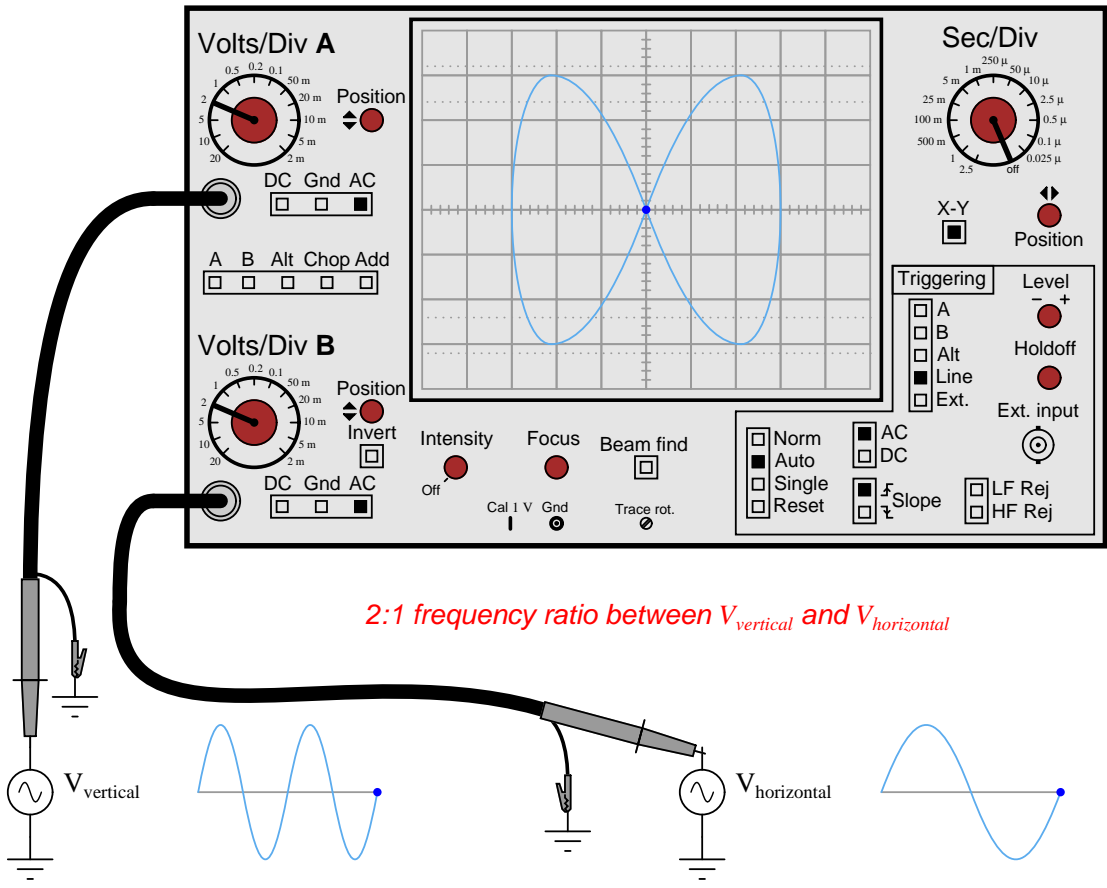 Volts/Div A
20
10
5
2
1
0.5
0.2
0.1
50 m
20 m
10 m
5 m
2 m
Position
DC Gnd AC
A B Alt Chop Add
Volts/Div B
20
10
5
2
1
0.5
0.2
0.1
50 m
20 m
10 m
5 m
2 m
Position
Invert
DC Gnd AC
Intensity
Off
Focus
Beam find
Cal 1 V Gnd
Trace rot.
Sec/Div
1 m
250 µ
50 µ
10 µ
2.5 µ
0.5 µ
0.1 µ
0.025 µ
off
2.5
1
500 m
100 m
25 m
5 m
X-Y
Position
Triggering
A
B
Alt
Line
Ext.
Level
− +
Holdoff
Ext. input
Norm
Auto
Single
Reset
AC
DC
Slope
LF Rej
HF Rej
2:1 frequency ratio between Vvertical and Vhorizontal
Vvertical
Vhorizontal